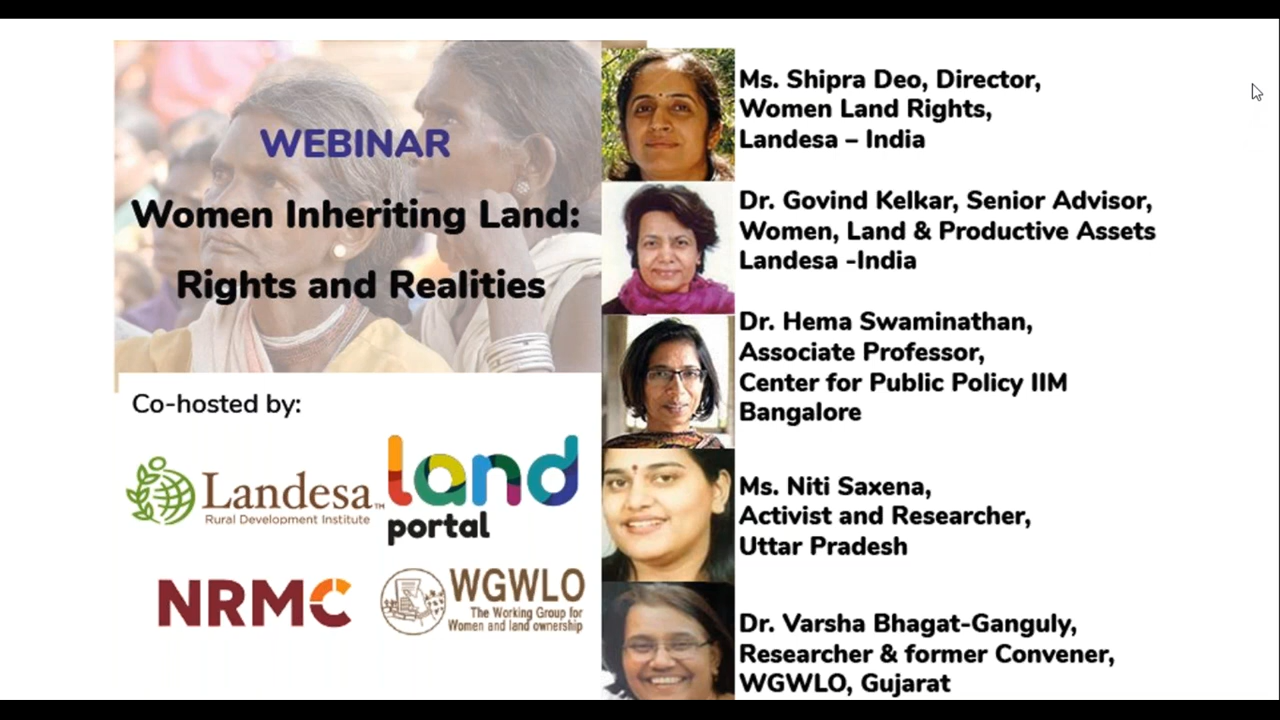 WEBINAR
Women Inheriting Land:
Rights and Realities
Co-hosted by:
Landesa™
Rural Development Institute
land
portal
NRMC
WGWLO
The Working Group for
Women and land ownership
Ms. Shipra Deo, Director,
Women Land Rights,
Landesa – India
Dr. Govind Kelkar, Senior Advisor,
Women, Land & Productive Assets
Landesa -India
Dr. Hema Swaminathan,
Associate Professor,
Center for Public Policy IIM
Bangalore
Ms. Niti Saxena,
Activist and Researcher,
Uttar Pradesh
Dr. Varsha Bhagat-Ganguly,
Researcher & former Convener,
WGWLO, Gujarat